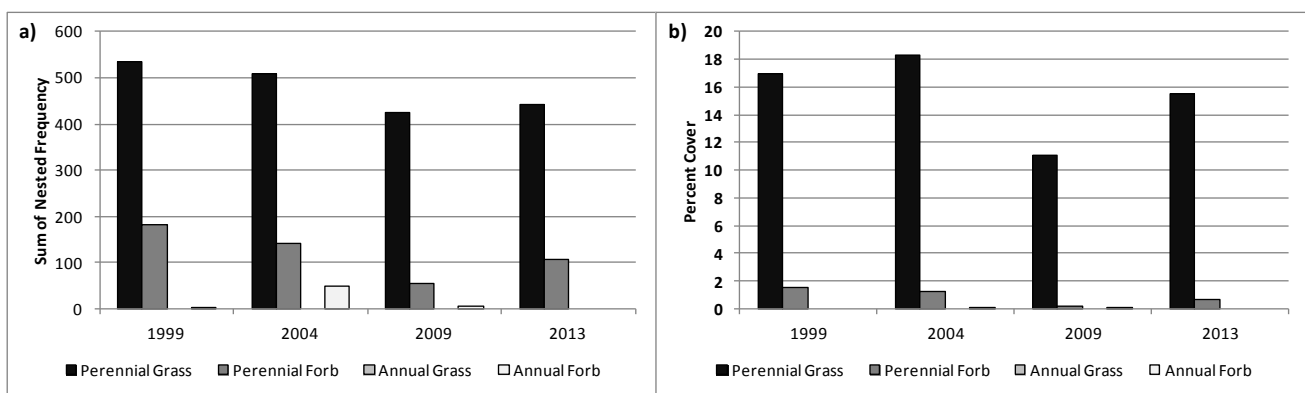 a)
Sum of Nested Frequency
600
500
400
300
200
100
0
1999 2004 2009 2013
Perennial Grass Perennial Forb Annual Grass Annual Forb
b)
Percent Cover
20
18
16
14
12
10
8
6
4
2
0
1999 2004 2009 2013
Perennial Grass Perennial Forb Annual Grass Annual Forb